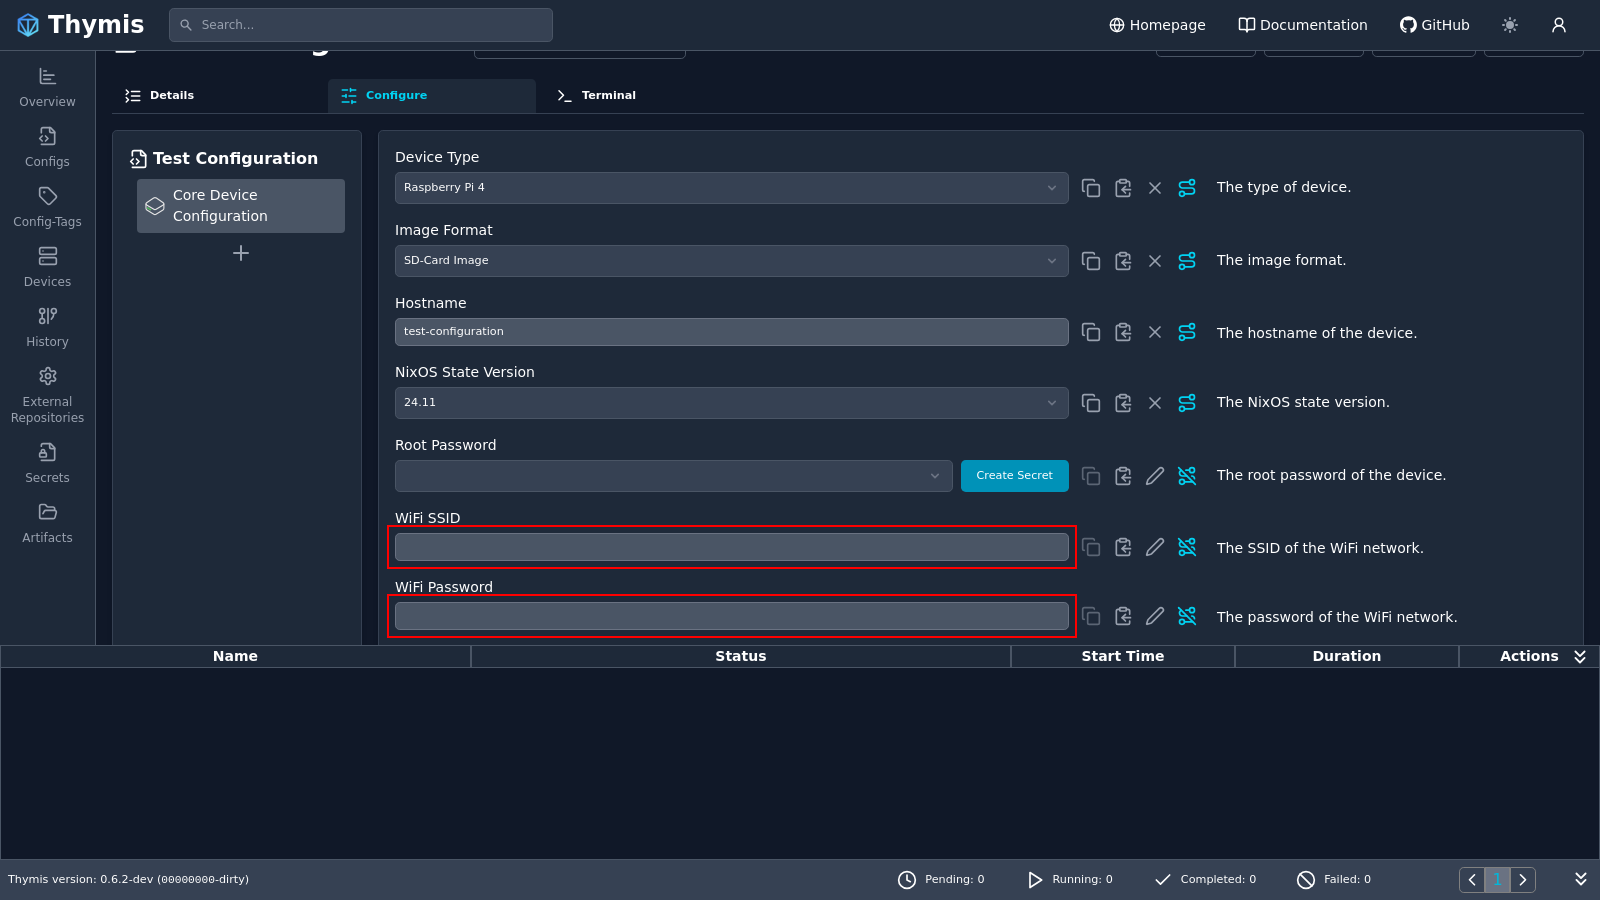 Thymis
Search...
Homepage
Documentation
GitHub
Overview
Configs
Config-Tags
Devices
History
External
Repositories
Secrets
Artifacts
Details
Configure
Terminal
Test Configuration
Core Device
Configuration
Device Type
Raspberry Pi 4
The type of device.
Image Format
SD-Card Image
The image format.
Hostname
test-configuration
The hostname of the device.
NixOS State Version
24.11
The NixOS state version.
Root Password
Create Secret
The root password of the device.
WiFi SSID
The SSID of the WiFi network.
WiFi Password
The password of the WiFi network.
Name Status Start Time Duration Actions
Thymis version: 0.6.2-dev (00000000-dirty)
Pending: 0
Running: 0
Completed: 0
Failed: 0
1